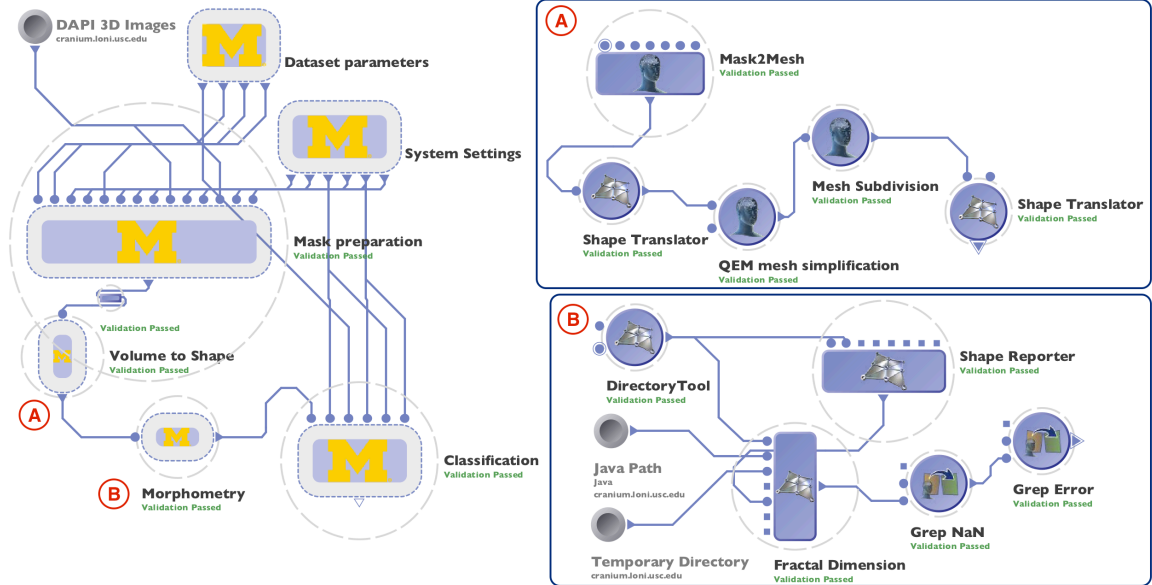 DAPI 3D Images
cranium.loni.usc.edu
M
Dataset parameters
M
System Settings
M
Mask preparation
Validation Passed
Validation Passed
M
Volume to Shape
Validation Passed
A
M
B
Morphometry
Validation Passed
M
Classification
Validation Passed
A
Mask2Mesh
Validation Passed
Shape Translator
Validation Passed
QEM mesh simplification
Validation Passed
Mesh Subdivision
Validation Passed
Shape Translator
Validation Passed
B
DirectoryTool
Validation Passed
Shape Reporter
Validation Passed
Java Path
Java
cranium.loni.usc.edu
Temporary Directory
cranium.loni.usc.edu
Fractal Dimension
Validation Passed
Grep NaN
Validation Passed
Grep Error
Validation Passed